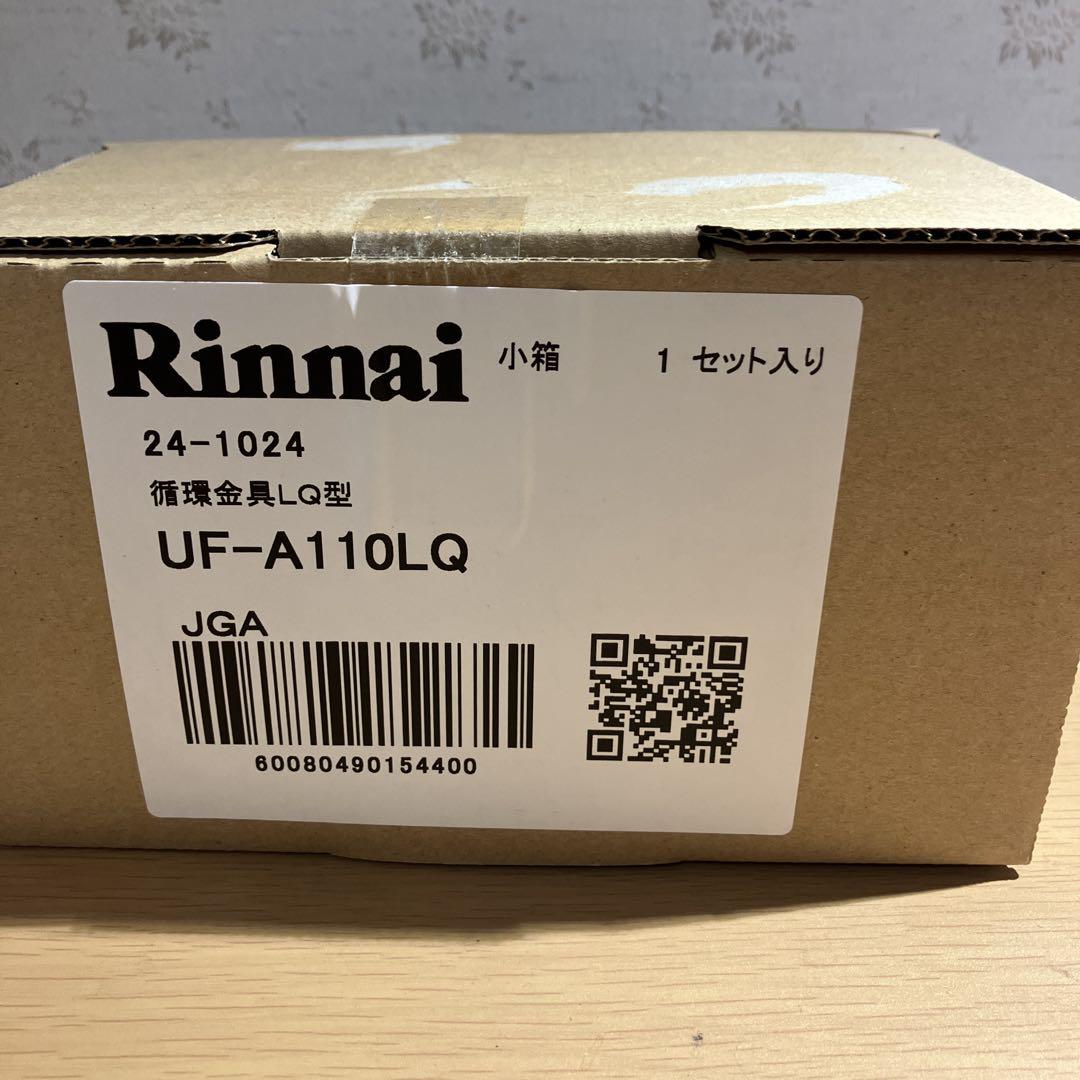 Rinnai 小箱 1 セット入り
24-1024
循環金具LQ型
UF-A110LQ
JGA
60080490154400